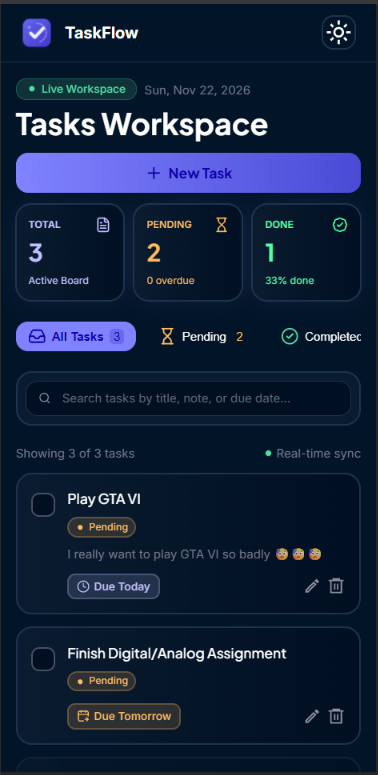 TaskFlow
Live Workspace Sun, Nov 22, 2026
Tasks Workspace
+ New Task
TOTAL PENDING DONE
3 2 1
Active Board 0 overdue 33% done
All Tasks 3 Pending 2 Completed
Search tasks by title, note, or due date...
Showing 3 of 3 tasks Real-time sync
Play GTA VI
Pending
I really want to play GTA VI so badly
Due Today
Finish Digital/Analog Assignment
Pending
Due Tomorrow